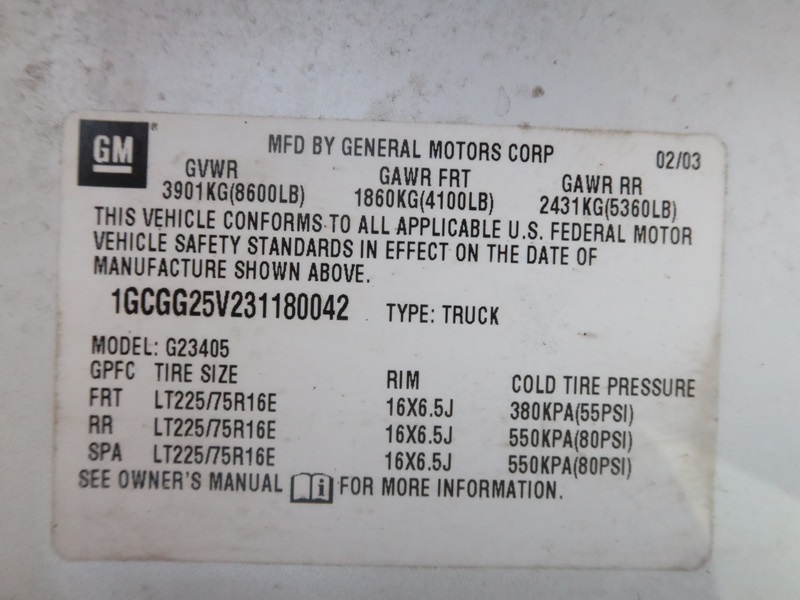 GM® MFD BY GENERAL MOTORS CORP 02/03
GVWR GAWR FRT GAWR RR
3901KG(8600LB) 1860KG(4100LB) 2431KG(5360LB)
THIS VEHICLE CONFORMS TO ALL APPLICABLE U.S. FEDERAL MOTOR
VEHICLE SAFETY STANDARDS IN EFFECT ON THE DATE OF
MANUFACTURE SHOWN ABOVE.
1GCGG25V231180042 TYPE: TRUCK
MODEL: G23405
GPFC TIRE SIZE RIM COLD TIRE PRESSURE
FRT LT225/75R16E 16X6.5J 380KPA(55PSI)
RR LT225/75R16E 16X6.5J 550KPA(80PSI)
SPA LT225/75R16E 16X6.5J 550KPA(80PSI)
SEE OWNER'S MANUAL i FOR MORE INFORMATION.